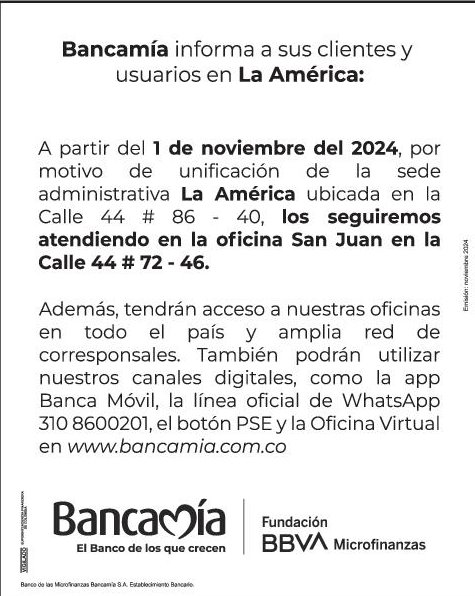 Bancamía informa a sus clientes y
usuarios en La América:
A partir del 1 de noviembre del 2024, por
motivo de unificación de la sede
administrativa La América ubicada en la
Calle 44 # 86 - 40, los seguiremos
atendiendo en la oficina San Juan en la
Calle 44 # 72 - 46.
Además, tendrán acceso a nuestras oficinas
en todo el país y amplia red de
corresponsales. También podrán utilizar
nuestros canales digitales, como la app
Banca Móvil, la línea oficial de WhatsApp
310 8600201, el botón PSE y la Oficina Virtual
en www.bancamia.com.co
Emisión: noviembre 2024
VIGILADO
SUPERINTENDENCIA FINANCIERA
DE COLOMBIA
Bancamía
El Banco de los que crecen
Fundación
BBVA Microfinanzas
Banco de las Microfinanzas Bancamía S.A. Establecimiento Bancario.